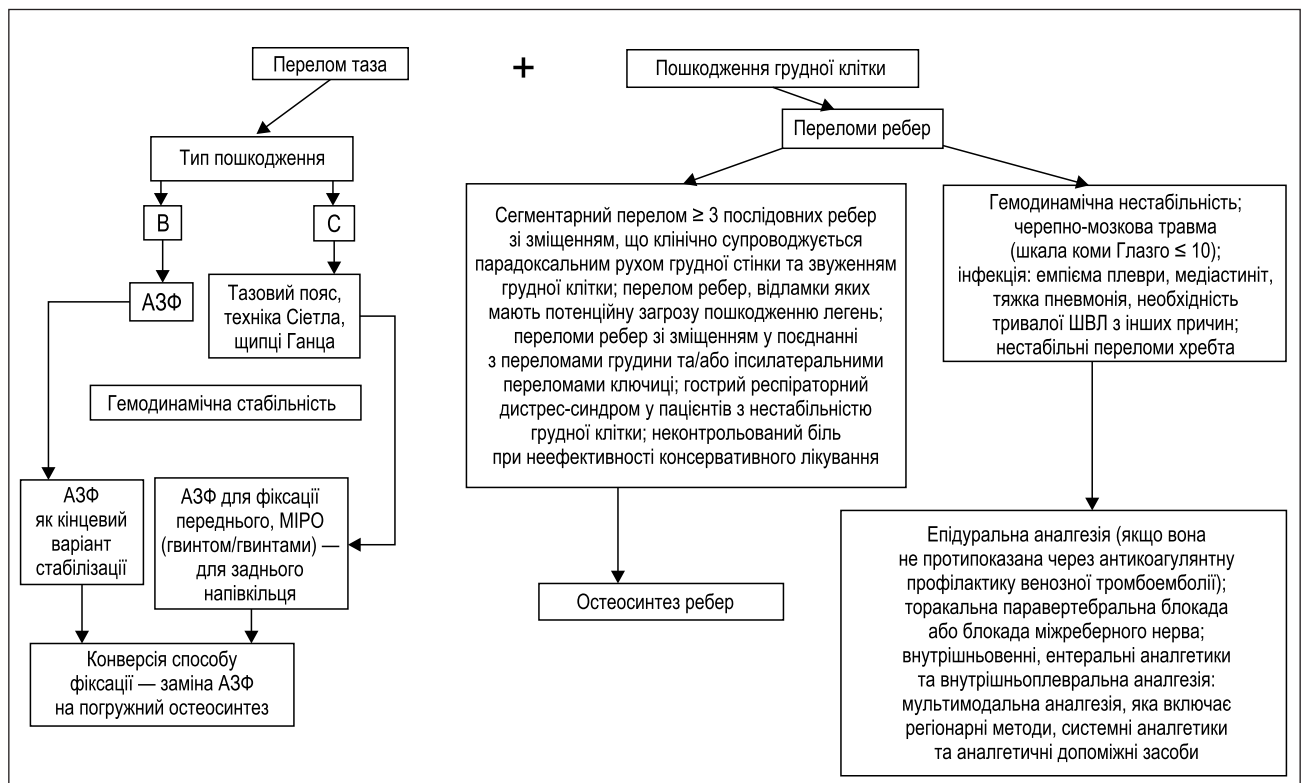 Перелом таза
+
Пошкодження грудної клітки
Переломи ребер
Тип пошкодження
В
С
АЗФ
Тазовий пояс,
техніка Сіетла,
щипці Ганца
Гемодинамічна стабільність
АЗФ
як кінцевий
варіант
стабілізації
АЗФ для фіксації
переднього, МІРО
(гвинтом/гвинтами) —
для заднього
напівкільця
Конверсія способу
фіксації — заміна АЗФ
на погружний остеосинтез
Сегментарний перелом ≥ 3 послідовних ребер
зі зміщенням, що клінічно супроводжується
парадоксальним рухом грудної стінки та звуженням
грудної клітки; перелом ребер, відламки яких
мають потенційну загрозу пошкодженню легень;
переломи ребер зі зміщенням у поєднанні
з переломами грудини та/або іпсилатеральними
переломами ключиці; гострий респіраторний
дистрес-синдром у пацієнтів з нестабільністю
грудної клітки; неконтрольований біль
при неефективності консервативного лікування
Остеосинтез ребер
Гемодинамічна нестабільність;
черепно-мозкова травма
(шкала коми Глазго ≤ 10);
інфекція: емпієма плеври, медіастиніт,
тяжка пневмонія, необхідність
тривалої ШВЛ з інших причин;
нестабільні переломи хребта
Епідуральна аналгезія (якщо вона
не протипоказана через антикоагулянтну
профілактику венозної тромбоемболії);
торакальна паравертебральна блокада
або блокада міжреберного нерва;
внутрішньовенні, ентеральні аналгетики
та внутрішньоплевральна аналгезія:
мультимодальна аналгезія, яка включає
регіонарні методи, системні аналгетики
та аналгетичні допоміжні засоби